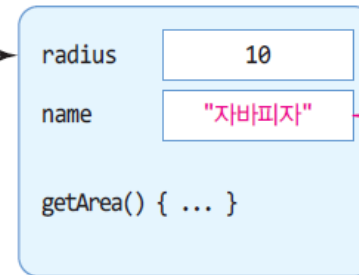 radius 10
name "자바피자"
getArea() { ... }